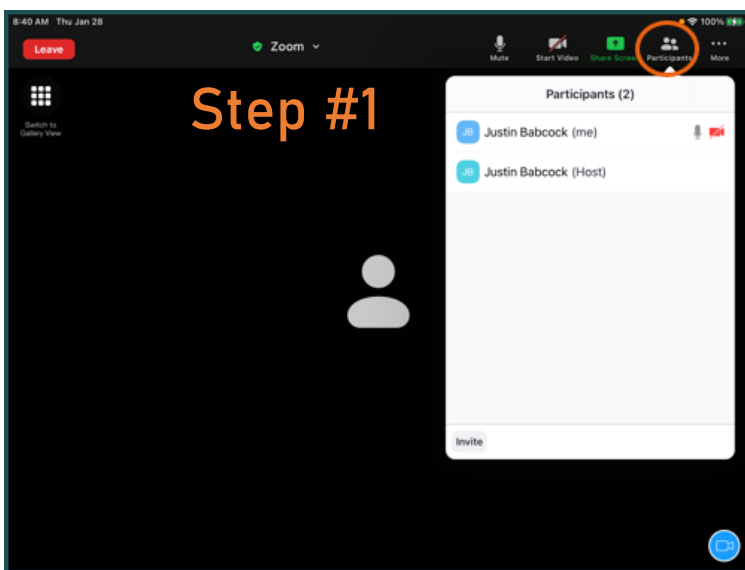 8:40 AM Thu Jan 28
100%
Leave
Zoom
Mute
Start Video
Share Screen
Participants
More
Switch to
Gallery View
Step #1
Participants (2)
JB Justin Babcock (me)
JB Justin Babcock (Host)
Invite